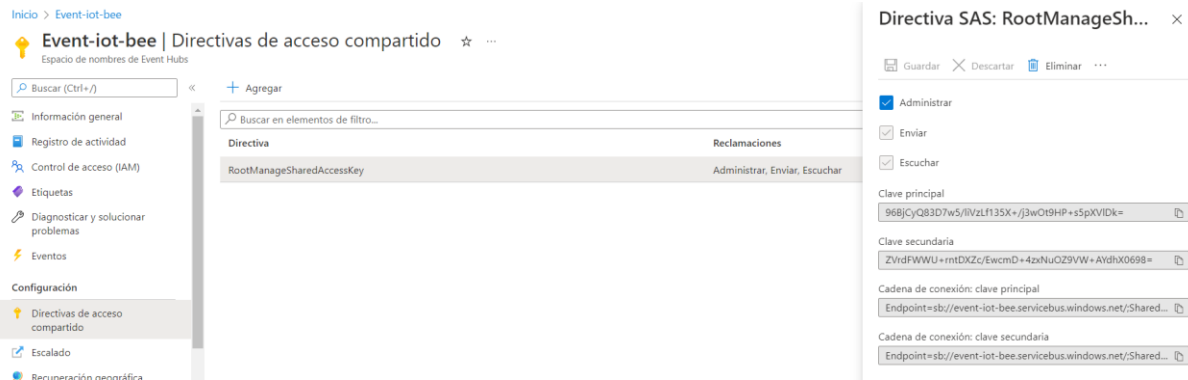 Inicio > Event-iot-bee
Event-iot-bee | Directivas de acceso compartido
Espacio de nombres de Event Hubs
Buscar (Ctrl+/)
Información general
Registro de actividad
Control de acceso (IAM)
Etiquetas
Diagnosticar y solucionar
problemas
Eventos
Configuración
Directivas de acceso
compartido
Escalado
Recuperación geográfica
Agregar
Buscar en elementos de filtro...
Directiva Reclamaciones
RootManageSharedAccessKey Administrar, Enviar, Escuchar
Directiva SAS: RootManageSh...
Guardar Descartar Eliminar ...
Administrar
Enviar
Escuchar
Clave principal
Clave secundaria
ZVrdFWWU+rntDXZc/EwcmD+4zxNuOZ9VW+AYdhX0698=
Cadena de conexión: clave principal
Endpoint=sb://event-iot-bee.servicebus.windows.net/;Shared...
Cadena de conexión: clave secundaria
Endpoint=sb://event-iot-bee.servicebus.windows.net/;Shared...